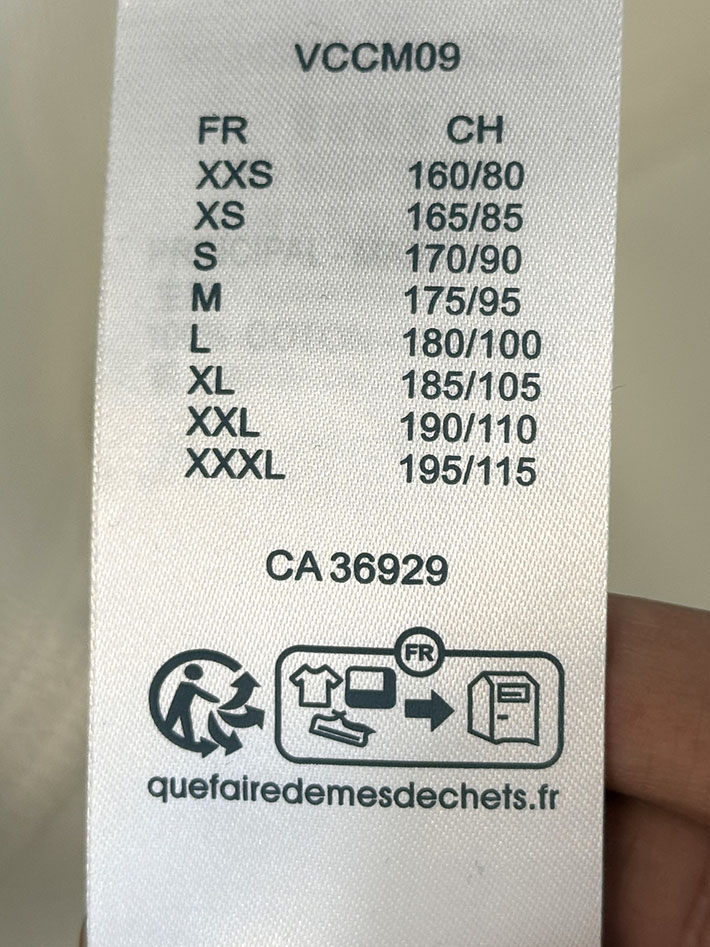 VCCM09
FR CH
XXS 160/80
XS 165/85
S 170/90
M 175/95
L 180/100
XL 185/105
XXL 190/110
XXXL 195/115
CA 36929
FR
quefairedemesdechets.fr